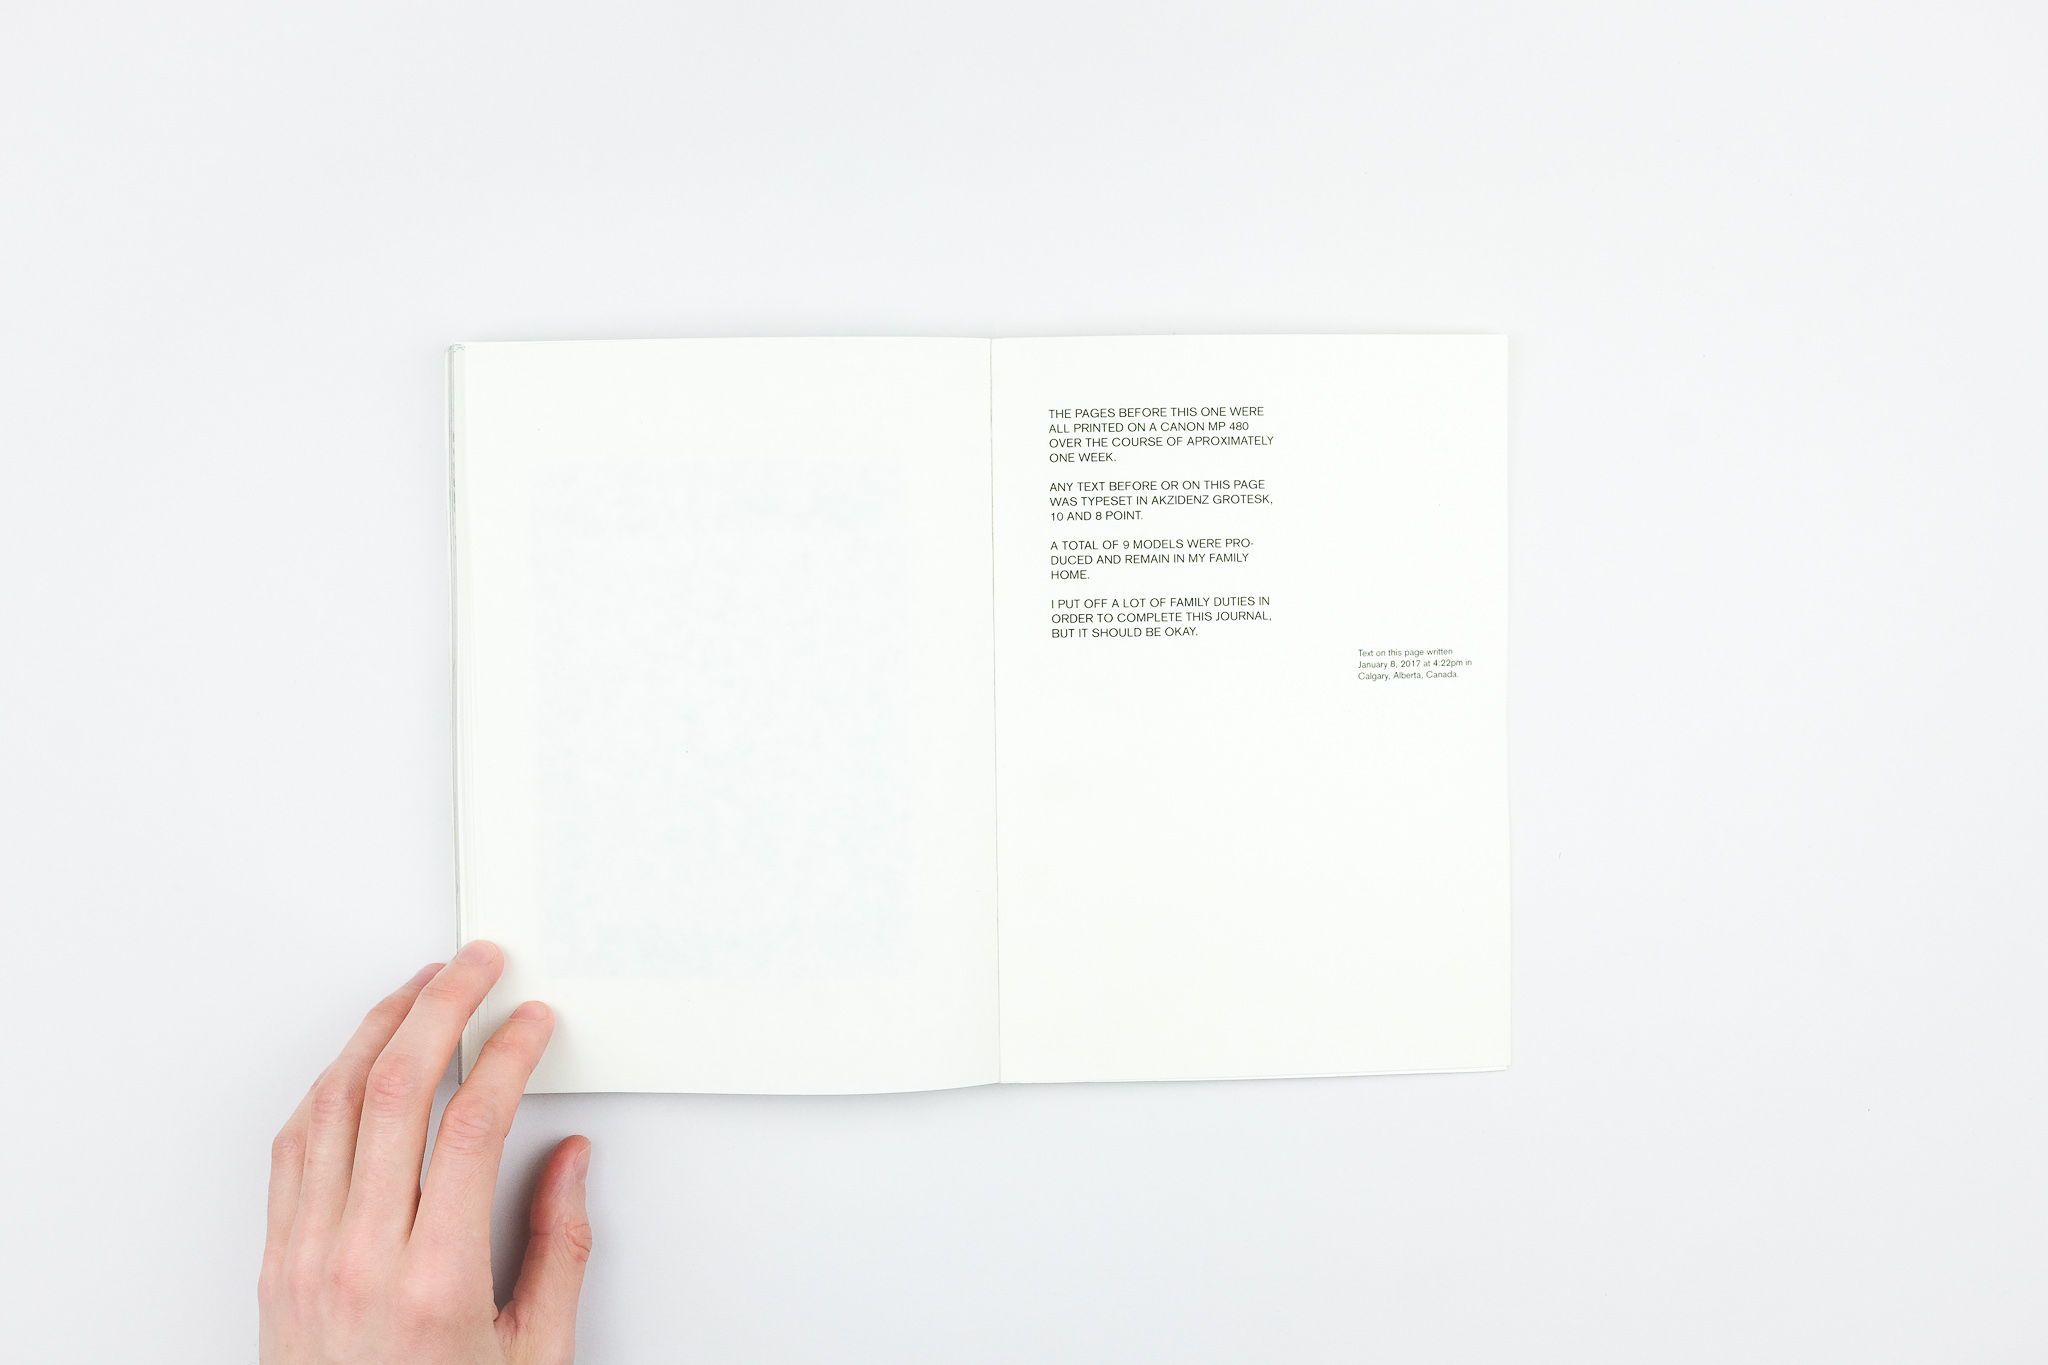 THE PAGES BEFORE THIS ONE WERE
ALL PRINTED ON A CANON MP 480
OVER THE COURSE OF APROXIMATELY
ONE WEEK.
ANY TEXT BEFORE OR ON THIS PAGE
WAS TYPESET IN AKZIDENZ GROTESK,
10 AND 8 POINT.
A TOTAL OF 9 MODELS WERE PRO-
DUCED AND REMAIN IN MY FAMILY
HOME.
I PUT OFF A LOT OF FAMILY DUTIES IN
ORDER TO COMPLETE THIS JOURNAL,
BUT IT SHOULD BE OKAY.
Text on this page written
January 8, 2017 at 4:22pm in
Calgary, Alberta, Canada.